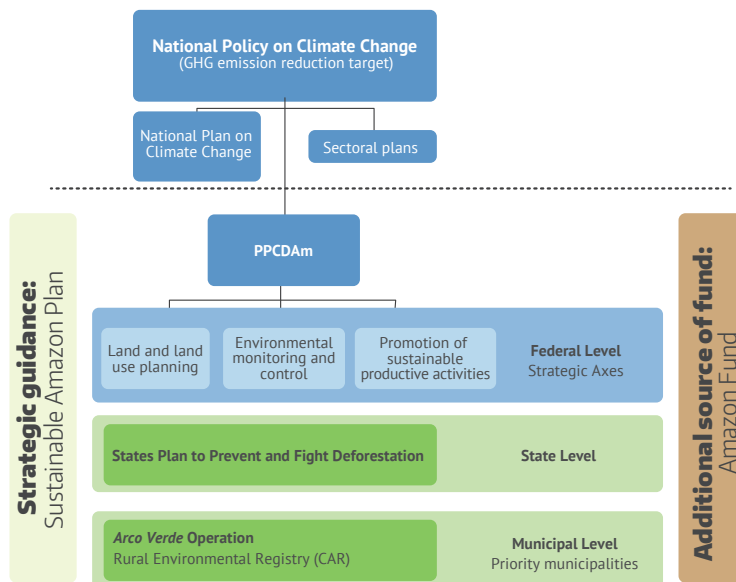 National Policy on Climate Change
(GHG emission reduction target)
National Plan on
Climate Change
Sectoral plans
Strategic guidance:
Sustainable Amazon Plan
PPCDAm
Land and land
use planning
Environmental
monitoring and
control
Promotion of
sustainable
productive activities
Federal Level
Strategic Axes
States Plan to Prevent and Fight Deforestation
State Level
Arco Verde Operation
Rural Environmental Registry (CAR)
Municipal Level
Priority municipalities
Additional source of fund:
Amazon Fund